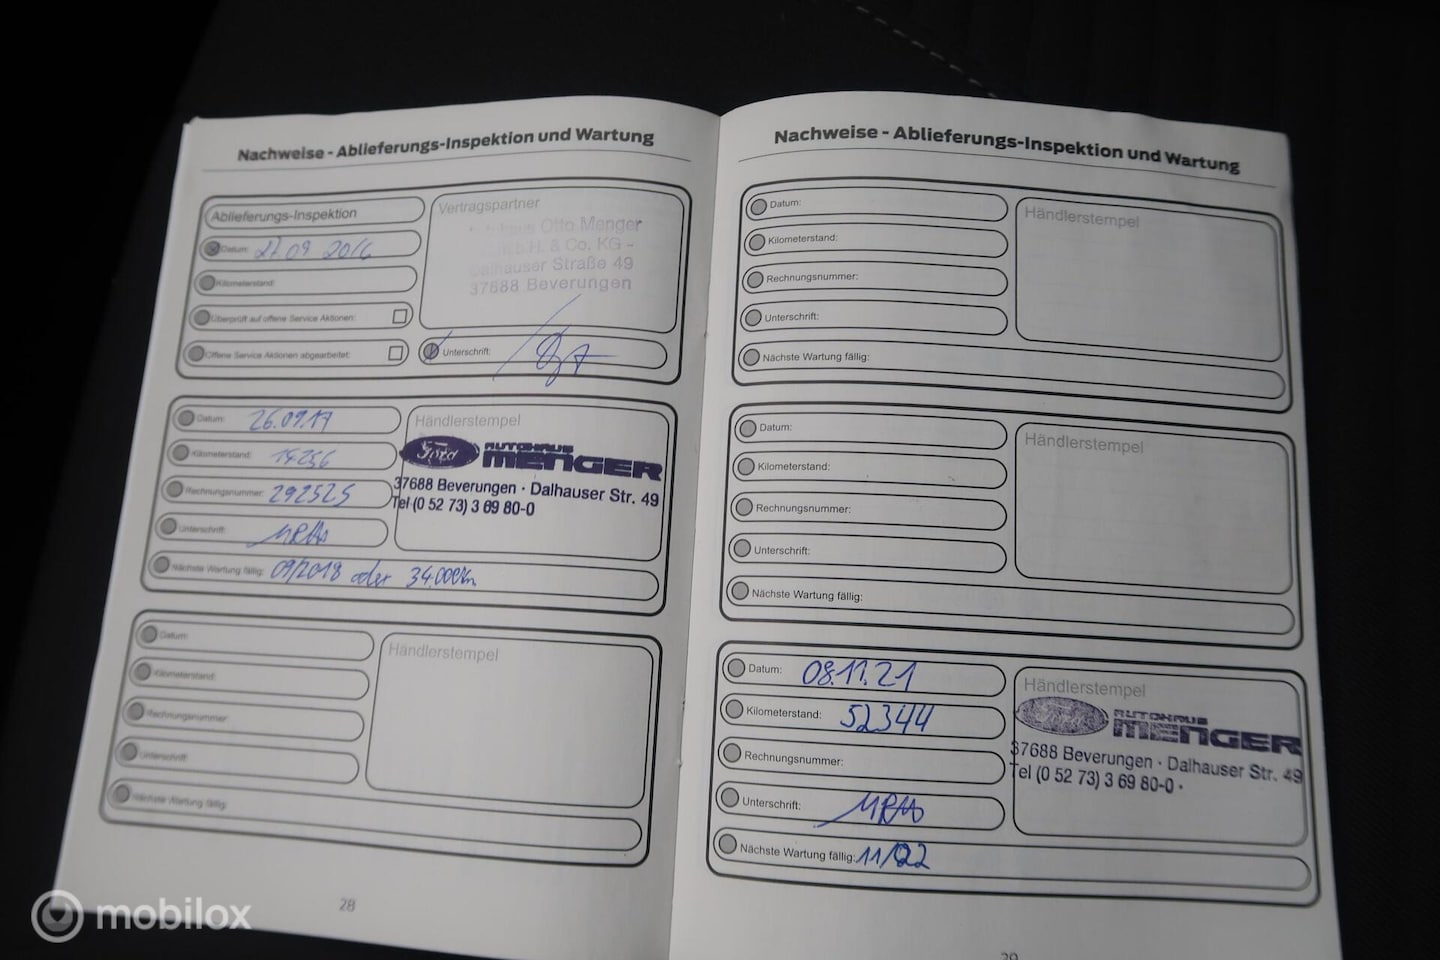 Nachweise - Ablieferungs-Inspektion und Wartung
Ablieferungs-Inspektion
Datum: 27.09 2016
Kilometerstand:
Überprüft auf offene Service Aktionen:
Offene Service Aktionen abgearbeitet:
Vertragspartner
Otto Menger
H. & Co. KG -
Dalhauser Straße 49
37688 Beverungen
Unterschrift:
Datum: 26.09.17
Kilometerstand:
Rechnungsnummer: 292525
Unterschrift:
Nächste Wartung fällig: 09/2018 oder 34.000km
Händlerstempel
Ford AUTOHAUS
MENGER
37688 Beverungen · Dalhauser Str. 49
Tel (0 52 73) 3 69 80-0
Datum:
Kilometerstand:
Rechnungsnummer:
Unterschrift:
Nächste Wartung fällig:
Händlerstempel
28
Nachweise - Ablieferungs-Inspektion und Wartung
Datum:
Kilometerstand:
Rechnungsnummer:
Unterschrift:
Nächste Wartung fällig:
Händlerstempel
Datum:
Kilometerstand:
Rechnungsnummer:
Unterschrift:
Nächste Wartung fällig:
Händlerstempel
Datum: 08.11.21
Kilometerstand: 52344
Rechnungsnummer:
Unterschrift:
Nächste Wartung fällig: 11/22
Händlerstempel
AUTOHAUS
MENGER
37688 Beverungen · Dalhauser Str. 49
Tel (0 52 73) 3 69 80-0 ·
29
mobilox